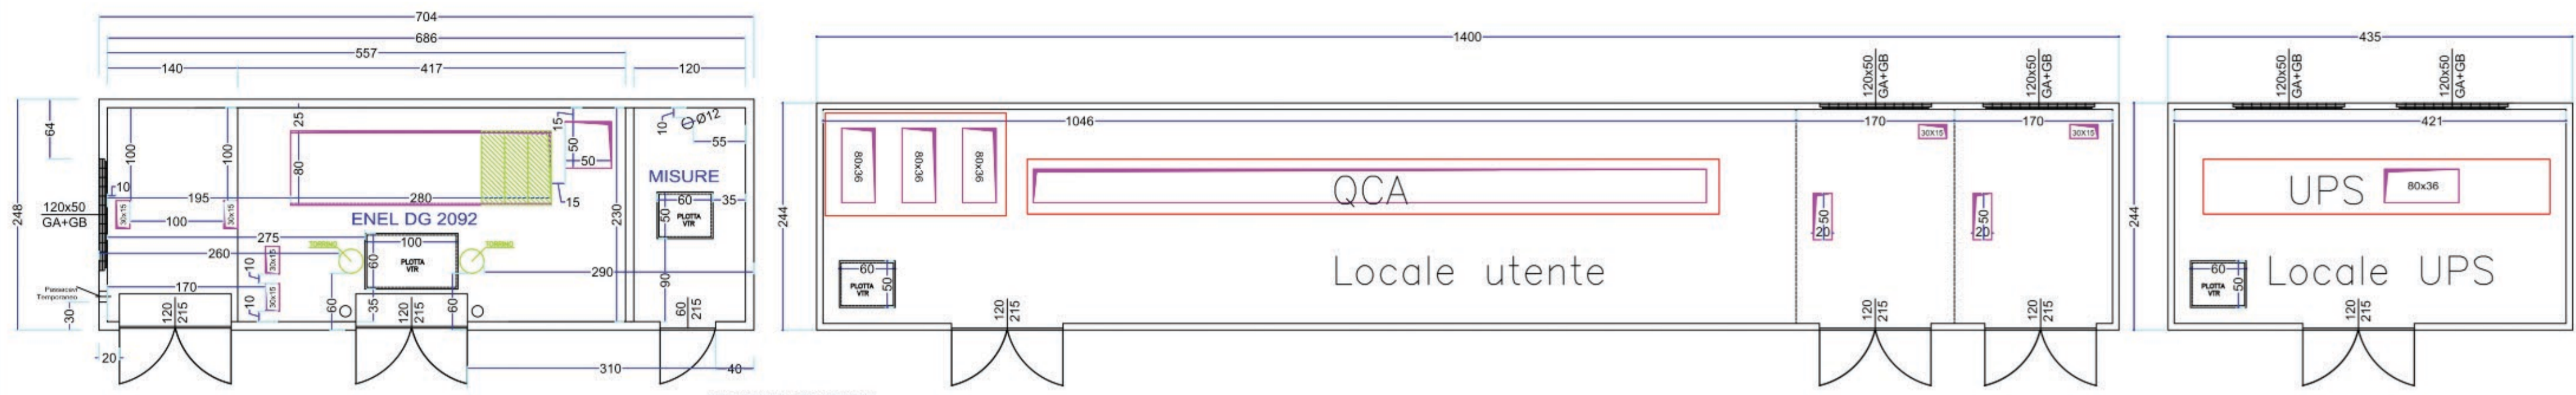 704
686
557
140
417
120
248
64
120x50
GA+GB
100
100
10
195
30x15
100
30x15
25
80
280
15
50
50
15
230
ENEL DG 2092
275
100
260
60
PLOTTA
VTR
10
30x15
170
10
30x15
60
35
60
290
Passacavi
Temporaneo
30
120
215
120
215
20
310
40
10
Ø12
55
MISURE
60
35
50
PLOTTA
VTR
90
60
215
1400
120x50
GA+GB
120x50
GA+GB
244
1046
170
170
80x36
80x36
80x36
30X15
30X15
QCA
50
20
50
20
60
50
PLOTTA
VTR
Locale utente
120
215
120
215
120
215
435
120x50
GA+GB
120x50
GA+GB
244
421
UPS
80x36
60
50
PLOTTA
VTR
Locale UPS
120
215